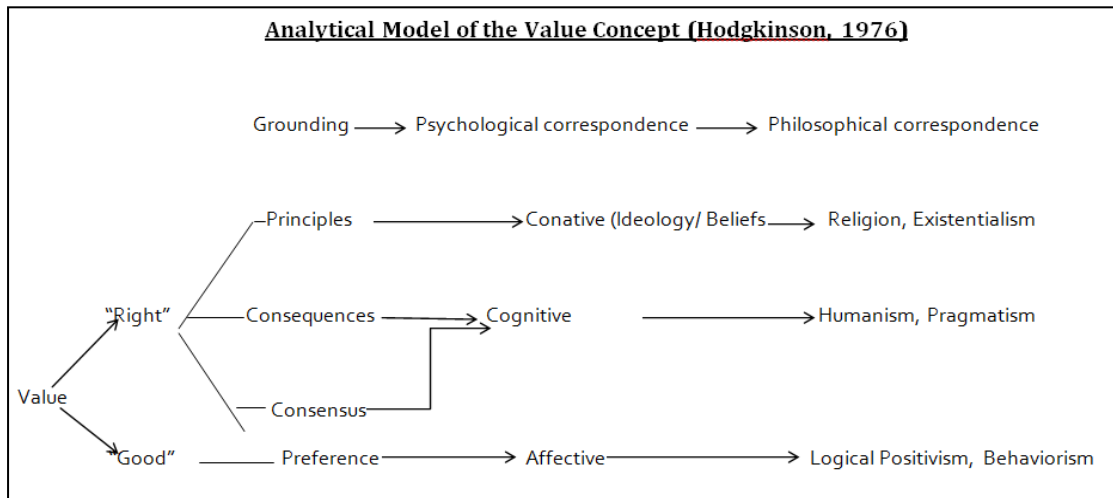 Analytical Model of the Value Concept (Hodgkinson, 1976)
Grounding Psychological correspondence Philosophical correspondence
Principles Conative (Ideology/ Beliefs Religion, Existentialism
"Right" Consequences Cognitive Humanism, Pragmatism
Value
Consensus
"Good" Preference Affective Logical Positivism, Behaviorism